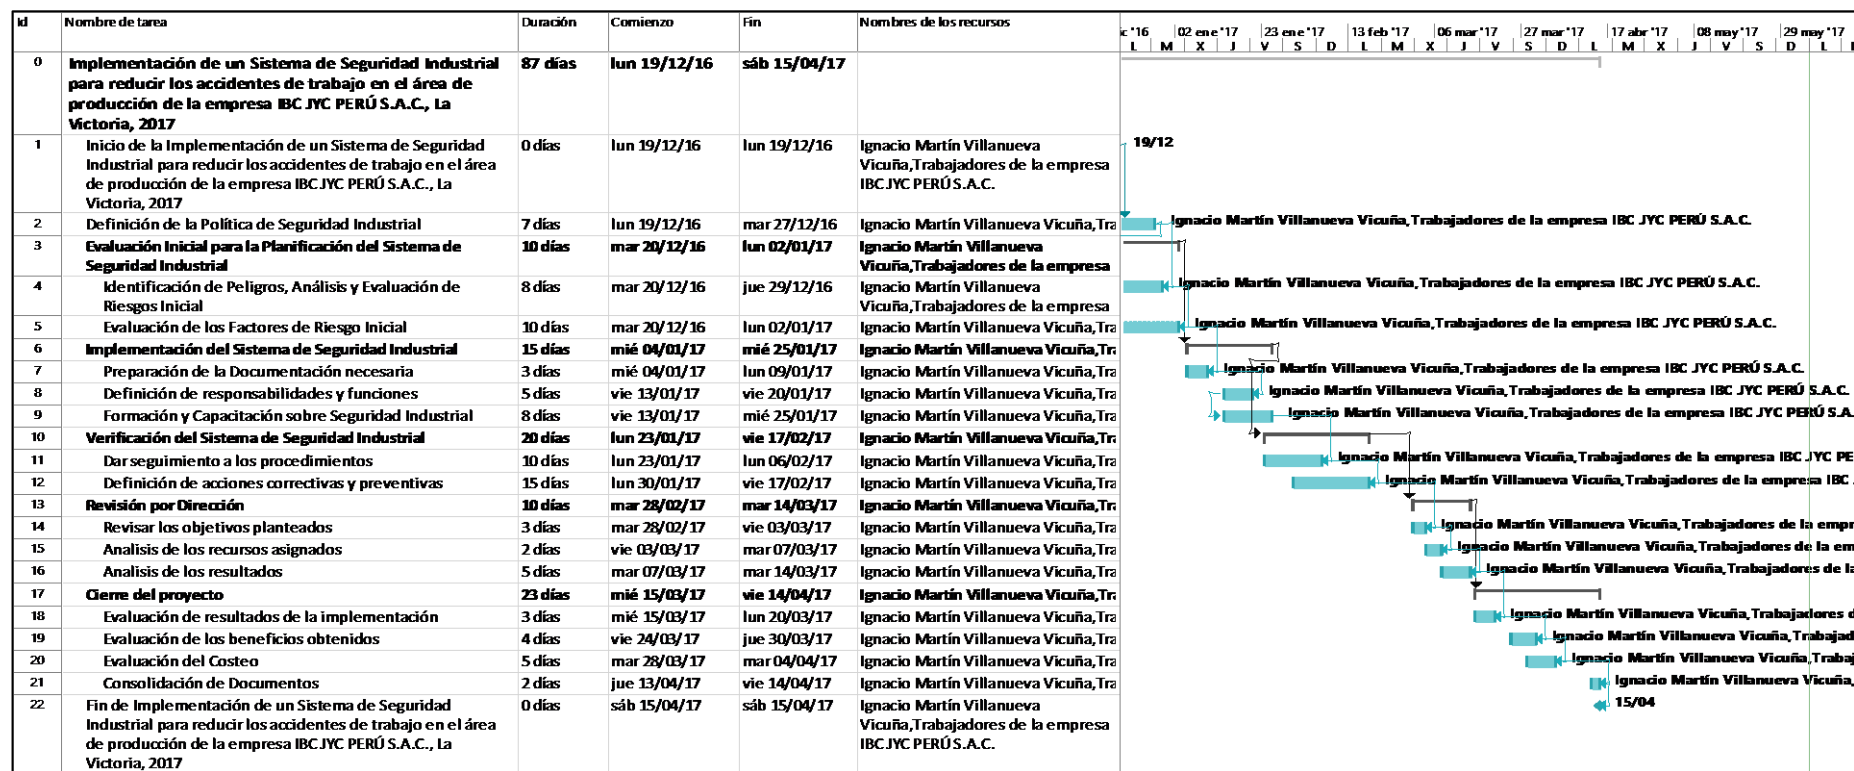 Id Nombre de tarea Duración Comienzo Fin Nombres de los recursos
'16 02 ene '17 23 ene '17 13 feb '17 06 mar '17 27 mar '17 17 abr '17 08 may '17 29 may '17
L M X J V S D L M X J V S D L M X J V S D L
0 Implementación de un Sistema de Seguridad Industrial 87 días lun 19/12/16 sáb 15/04/17
para reducir los accidentes de trabajo en el área de
producción de la empresa IBC JYC PERÚ S.A.C., La
Victoria, 2017
1 Inicio de la Implementación de un Sistema de Seguridad 0 días lun 19/12/16 lun 19/12/16 Ignacio Martín Villanueva 19/12
Industrial para reducir los accidentes de trabajo en el área Vicuña,Trabajadores de la empresa
de producción de la empresa IBC JYC PERÚ S.A.C., La IBC JYC PERÚ S.A.C.
Victoria, 2017
2 Definición de la Política de Seguridad Industrial 7 días lun 19/12/16 mar 27/12/16 Ignacio Martín Villanueva Vicuña,Tra Ignacio Martín Villanueva Vicuña,Trabajadores de la empresa IBC JYC PERÚ S.A.C.
3 Evaluación Inicial para la Planificación del Sistema de 10 días mar 20/12/16 lun 02/01/17 Ignacio Martín Villanueva
Seguridad Industrial Vicuña,Trabajadores de la empresa
4 Identificación de Peligros, Análisis y Evaluación de 8 días mar 20/12/16 jue 29/12/16 Ignacio Martín Villanueva Ignacio Martín Villanueva Vicuña,Trabajadores de la empresa IBC JYC PERÚ S.A.C.
Riesgos Inicial Vicuña,Trabajadores de la empresa
5 Evaluación de los Factores de Riesgo Inicial 10 días mar 20/12/16 lun 02/01/17 Ignacio Martín Villanueva Vicuña,Tra Ignacio Martín Villanueva Vicuña,Trabajadores de la empresa IBC JYC PERÚ S.A.C.
6 Implementación del Sistema de Seguridad Industrial 15 días mié 04/01/17 mié 25/01/17 Ignacio Martín Villanueva Vicuña,Tra
7 Preparación de la Documentación necesaria 3 días mié 04/01/17 lun 09/01/17 Ignacio Martín Villanueva Vicuña,Tra Ignacio Martín Villanueva Vicuña,Trabajadores de la empresa IBC JYC PERÚ S.A.C.
8 Definición de responsabilidades y funciones 5 días vie 13/01/17 vie 20/01/17 Ignacio Martín Villanueva Vicuña,Tra Ignacio Martín Villanueva Vicuña,Trabajadores de la empresa IBC JYC PERÚ S.A.C.
9 Formación y Capacitación sobre Seguridad Industrial 8 días vie 13/01/17 mié 25/01/17 Ignacio Martín Villanueva Vicuña,Tra Ignacio Martín Villanueva Vicuña,Trabajadores de la empresa IBC JYC PERÚ S.A.
10 Verificación del Sistema de Seguridad Industrial 20 días lun 23/01/17 vie 17/02/17 Ignacio Martín Villanueva Vicuña,Tra
11 Dar seguimiento a los procedimientos 10 días lun 23/01/17 lun 06/02/17 Ignacio Martín Villanueva Vicuña,Tra Ignacio Martín Villanueva Vicuña,Trabajadores de la empresa IBC JYC PE
12 Definición de acciones correctivas y preventivas 15 días lun 30/01/17 vie 17/02/17 Ignacio Martín Villanueva Vicuña,Tra Ignacio Martín Villanueva Vicuña,Trabajadores de la empresa IBC
13 Revisión por Dirección 10 días mar 28/02/17 mar 14/03/17 Ignacio Martín Villanueva Vicuña,Tra
14 Revisar los objetivos planteados 3 días mar 28/02/17 vie 03/03/17 Ignacio Martín Villanueva Vicuña,Tra Ignacio Martín Villanueva Vicuña,Trabajadores de la empr
15 Analisis de los recursos asignados 2 días vie 03/03/17 mar 07/03/17 Ignacio Martín Villanueva Vicuña,Tra Ignacio Martín Villanueva Vicuña,Trabajadores de la em
16 Analisis de los resultados 5 días mar 07/03/17 mar 14/03/17 Ignacio Martín Villanueva Vicuña,Tra Ignacio Martín Villanueva Vicuña,Trabajadores de la
17 Cierre del proyecto 23 días mié 15/03/17 vie 14/04/17 Ignacio Martín Villanueva Vicuña,Tra
18 Evaluación de resultados de la implementación 3 días mié 15/03/17 lun 20/03/17 Ignacio Martín Villanueva Vicuña,Tra Ignacio Martín Villanueva Vicuña,Trabajadores d
19 Evaluación de los beneficios obtenidos 4 días vie 24/03/17 jue 30/03/17 Ignacio Martín Villanueva Vicuña,Tra Ignacio Martín Villanueva Vicuña,Trabajad
20 Evaluación del Costeo 5 días mar 28/03/17 mar 04/04/17 Ignacio Martín Villanueva Vicuña,Tra Ignacio Martín Villanueva Vicuña,Trabaj
21 Consolidación de Documentos 2 días jue 13/04/17 vie 14/04/17 Ignacio Martín Villanueva Vicuña,Tra Ignacio Martín Villanueva Vicuña,
22 Fin de Implementación de un Sistema de Seguridad 0 días sáb 15/04/17 sáb 15/04/17 Ignacio Martín Villanueva 15/04
Industrial para reducir los accidentes de trabajo en el área Vicuña,Trabajadores de la empresa
de producción de la empresa IBC JYC PERÚ S.A.C., La IBC JYC PERÚ S.A.C.
Victoria, 2017